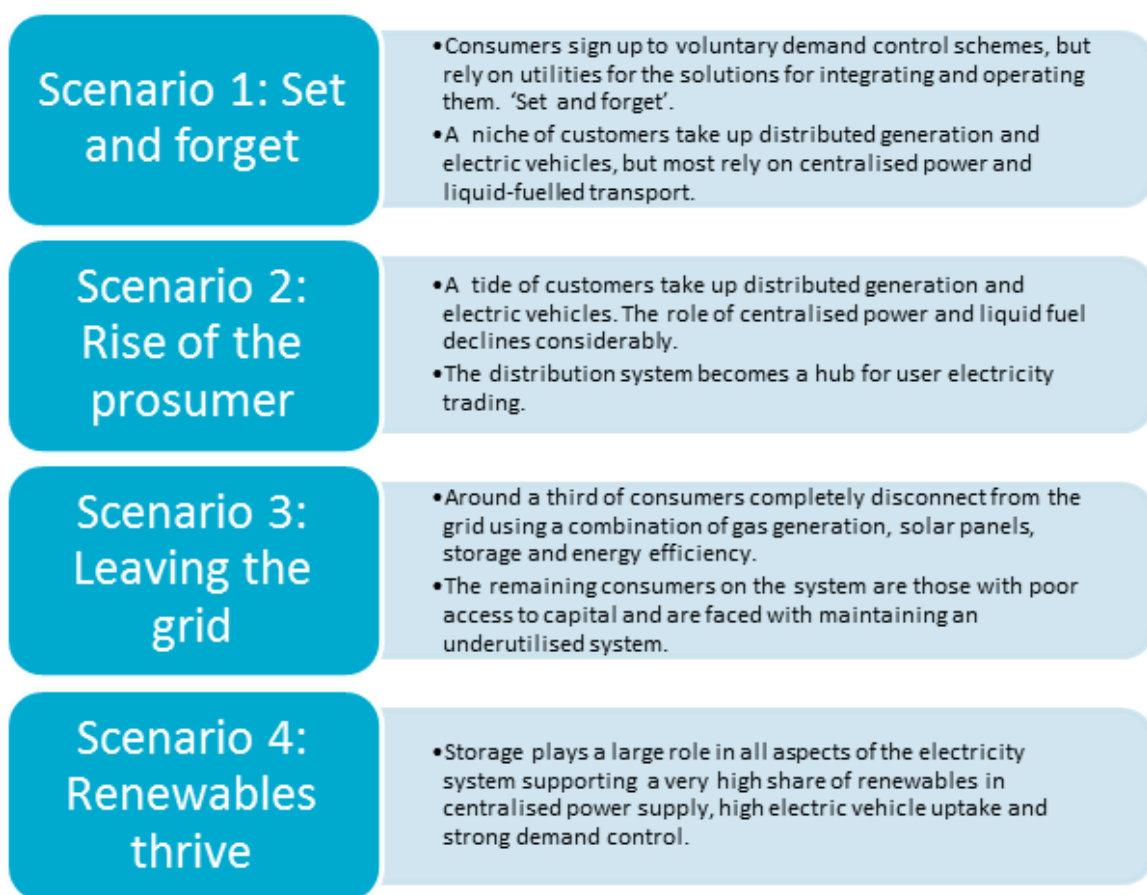 Scenario 1: Set
and forget
•Consumers sign up to voluntary demand control schemes, but
rely on utilities for the solutions for integrating and operating
them. ‘Set and forget’.
•A niche of customers take up distributed generation and
electric vehicles, but most rely on centralised power and
liquid-fuelled transport.
Scenario 2:
Rise of the
prosumer
•A tide of customers take up distributed generation and
electric vehicles. The role of centralised power and liquid fuel
declines considerably.
•The distribution system becomes a hub for user electricity
trading.
Scenario 3:
Leaving the
grid
•Around a third of consumers completely disconnect from the
grid using a combination of gas generation, solar panels,
storage and energy efficiency.
•The remaining consumers on the system are those with poor
access to capital and are faced with maintaining an
underutilised system.
Scenario 4:
Renewables
thrive
•Storage plays a large role in all aspects of the electricity
system supporting a very high share of renewables in
centralised power supply, high electric vehicle uptake and
strong demand control.